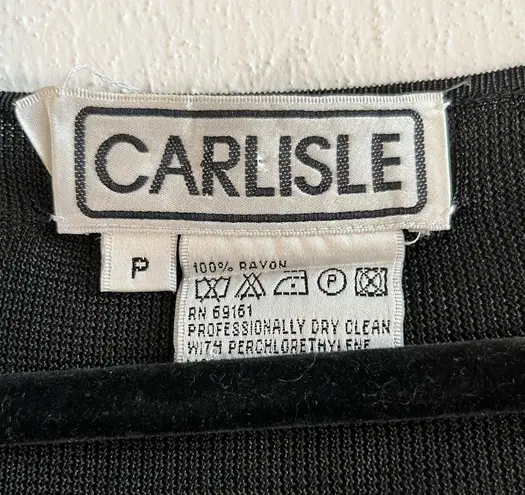 CARLISLE
P
100% RAYON
P
RN 69161
PROFESSIONALLY DRY CLEAN
WITH PERCHLORETHYLENE